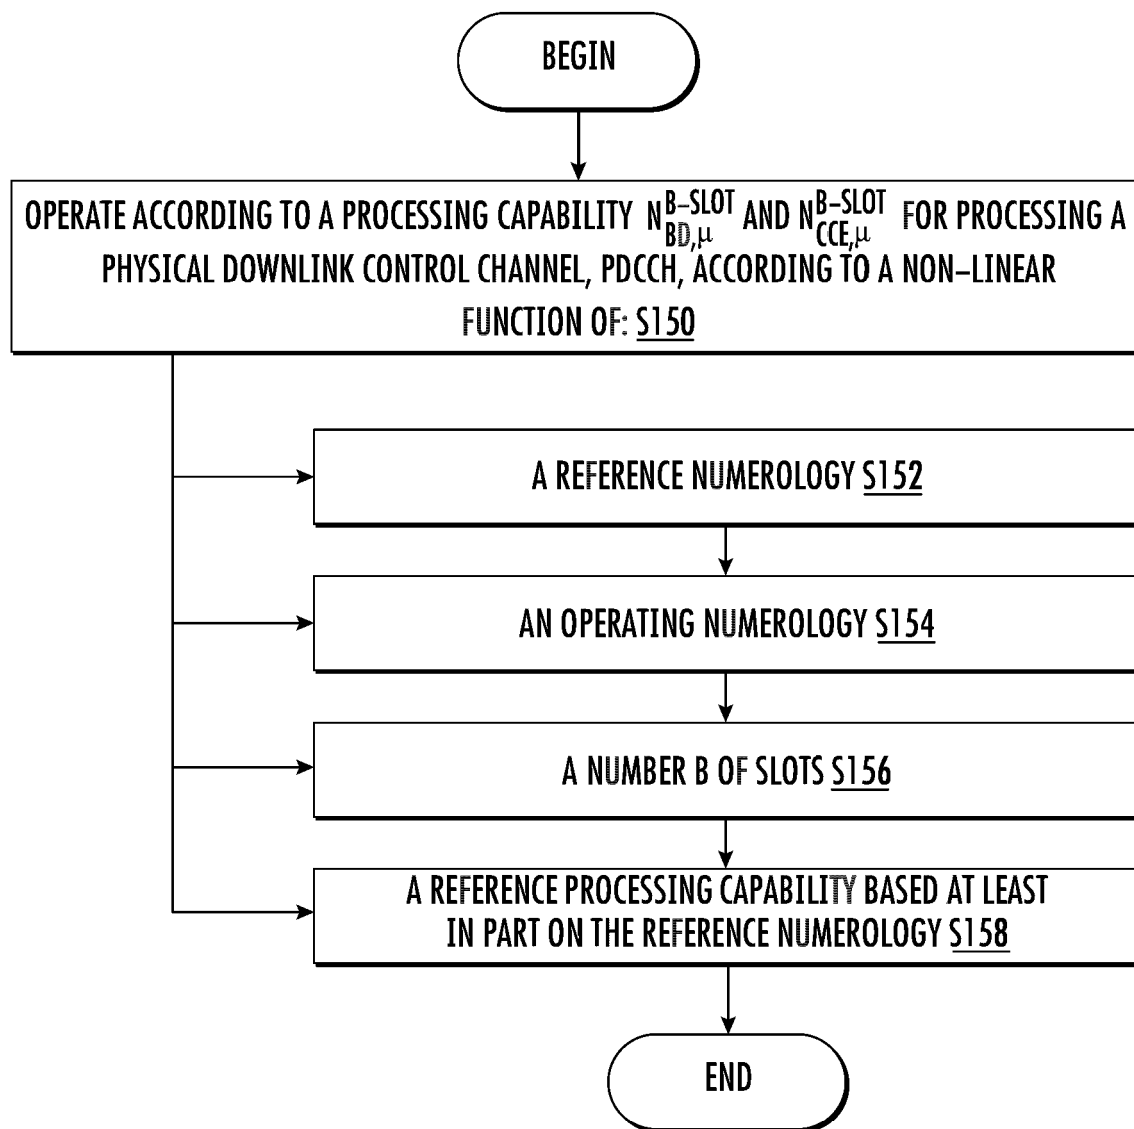 BEGIN
OPERATE ACCORDING TO A PROCESSING CAPABILITY N^{B–SLOT}_{BD,μ} AND N^{B–SLOT}_{CCE,μ} FOR PROCESSING A
PHYSICAL DOWNLINK CONTROL CHANNEL, PDCCH, ACCORDING TO A NON–LINEAR
FUNCTION OF: S150
A REFERENCE NUMEROLOGY S152
AN OPERATING NUMEROLOGY S154
A NUMBER B OF SLOTS S156
A REFERENCE PROCESSING CAPABILITY BASED AT LEAST
IN PART ON THE REFERENCE NUMEROLOGY S158
END